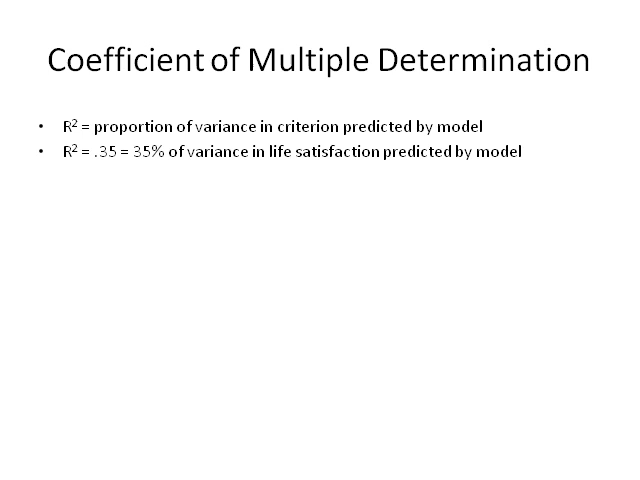 Coefficient of Multiple Determination
• R² = proportion of variance in criterion predicted by model
• R² = .35 = 35% of variance in life satisfaction predicted by model